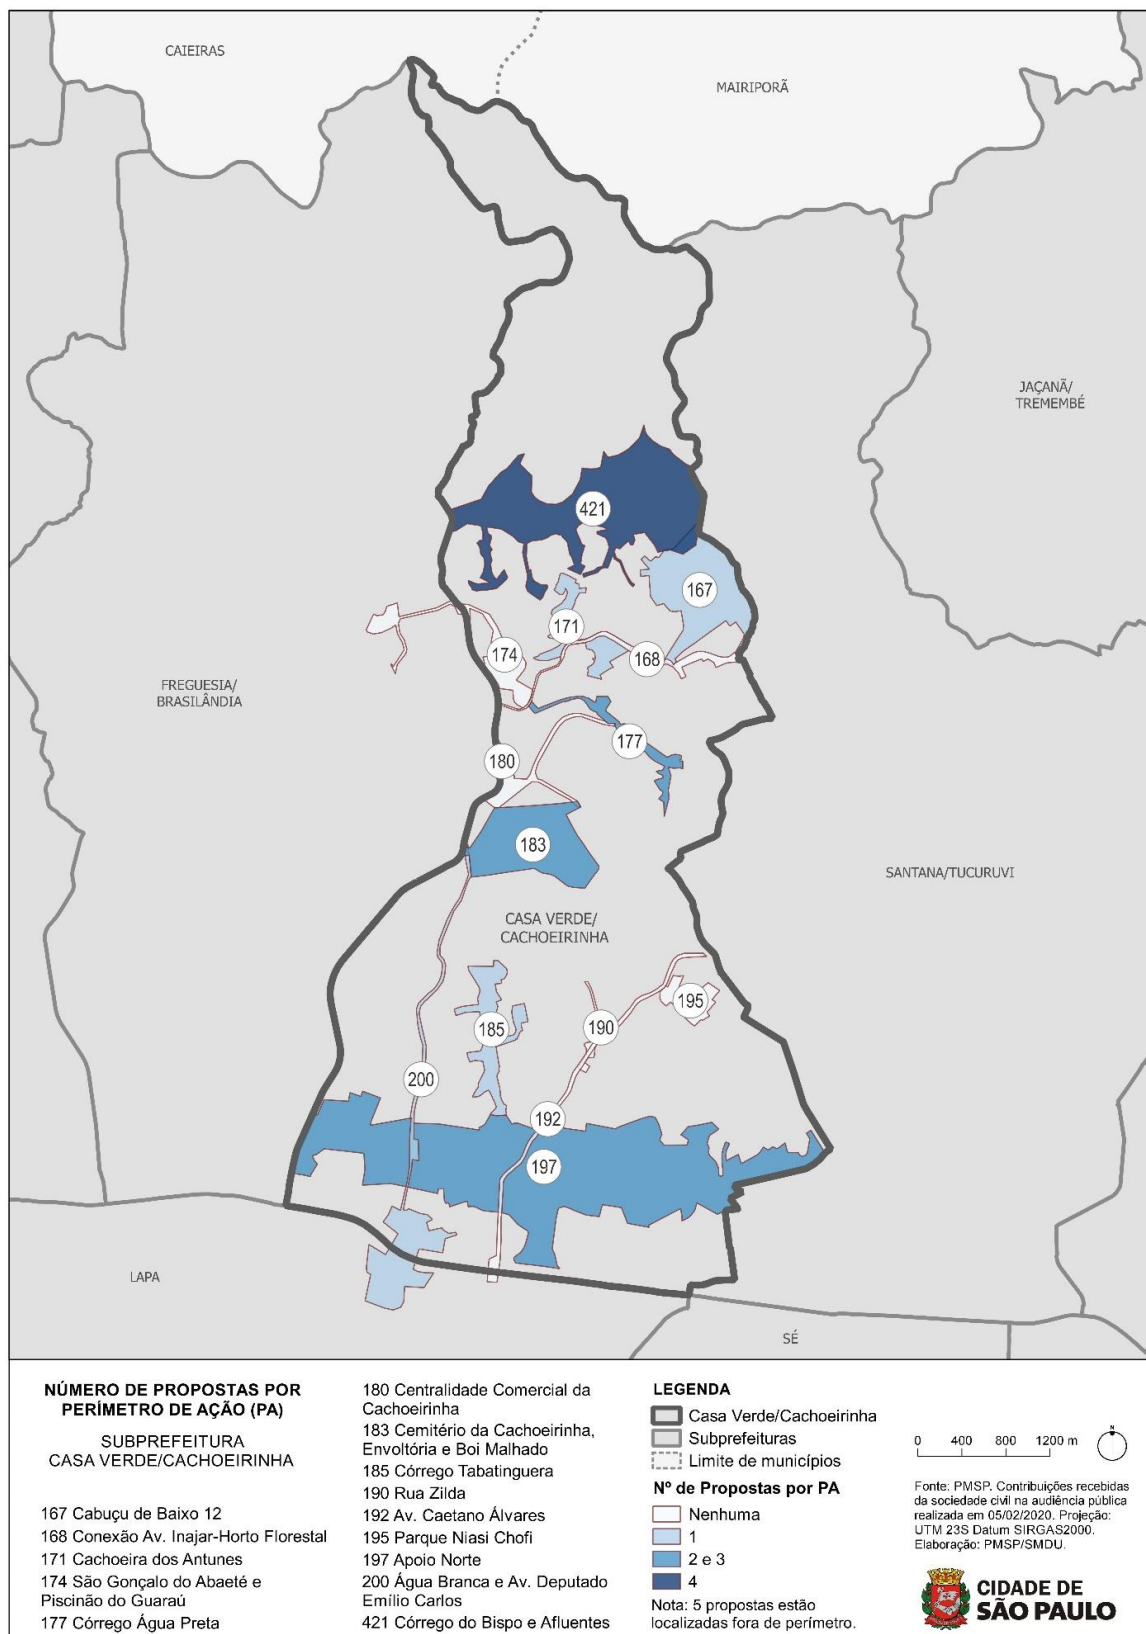 CAIEIRAS
MAIRIPORÃ
JAÇANÃ/
TREMEMBÉ
421
167
171
174
168
FREGUESIA/
BRASILÂNDIA
177
180
183
SANTANA/TUCURUVI
CASA VERDE/
CACHOEIRINHA
195
190
185
200
192
197
LAPA
SÉ
NÚMERO DE PROPOSTAS POR
PERÍMETRO DE AÇÃO (PA)
SUBPREFEITURA
CASA VERDE/CACHOEIRINHA
167 Cabuçu de Baixo 12
168 Conexão Av. Inajar-Horto Florestal
171 Cachoeira dos Antunes
174 São Gonçalo do Abaeté e
Piscinão do Guaraú
177 Córrego Água Preta
180 Centralidade Comercial da
Cachoeirinha
183 Cemitério da Cachoeirinha,
Envoltória e Boi Malhado
185 Córrego Tabatinguera
190 Rua Zilda
192 Av. Caetano Álvares
195 Parque Niasi Chofi
197 Apoio Norte
200 Água Branca e Av. Deputado
Emílio Carlos
421 Córrego do Bispo e Afluentes
LEGENDA
Casa Verde/Cachoeirinha
Subprefeituras
Limite de municípios
Nº de Propostas por PA
Nenhuma
1
2 e 3
4
Nota: 5 propostas estão
localizadas fora de perímetro.
0 400 800 1200 m
N
Fonte: PMSP. Contribuições recebidas
da sociedade civil na audiência pública
realizada em 05/02/2020. Projeção:
UTM 23S Datum SIRGAS2000.
Elaboração: PMSP/SMDU.
CIDADE DE
SÃO PAULO